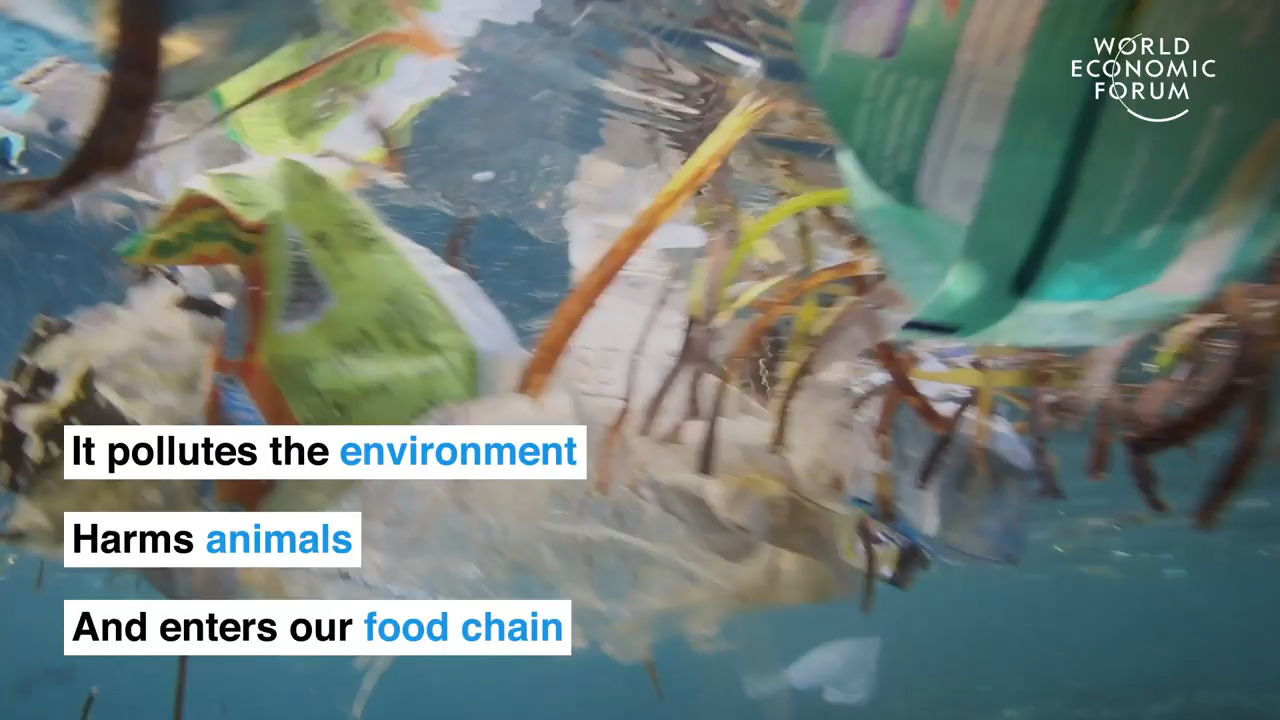 WORLD
ECONOMIC
FORUM
It pollutes the environment
Harms animals
And enters our food chain